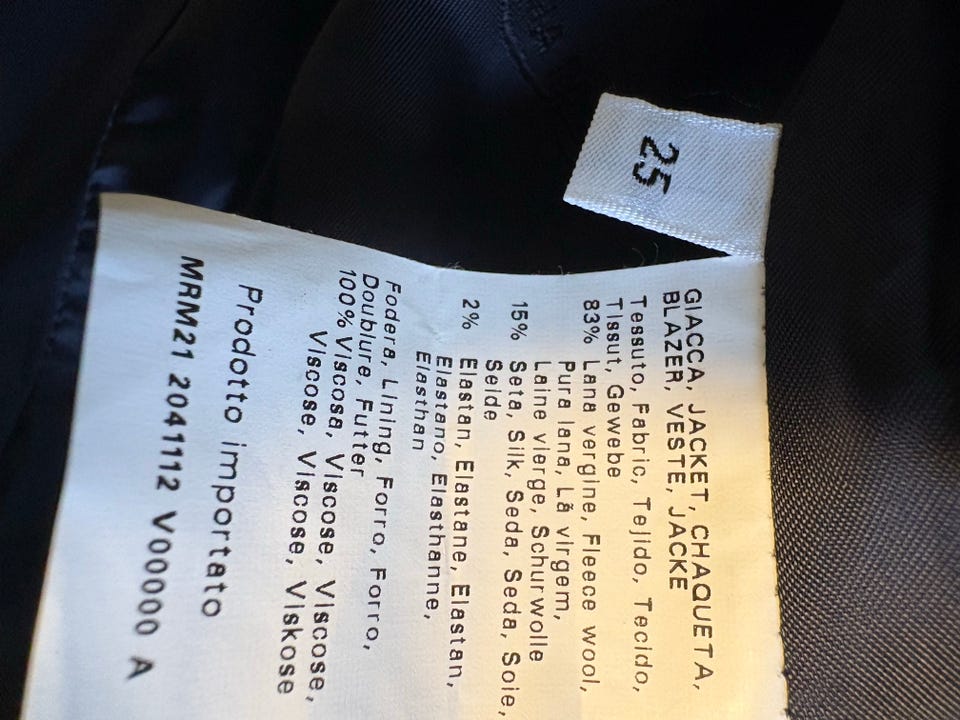 25
GIACCA, JACKET, CHAQUETA,
BLAZER, VESTE, JACKE
Tessuto, Fabric, Tejido, Tecido,
Tissut, Gewebe
83% Lana vergine, Fleece wool,
Pura lana, Lã virgem,
Laine vierge, Schurwolle
15% Seta, Silk, Seda, Seda, Soie,
Seide
2% Elastan, Elastane, Elastan,
Elastano, Elasthanne,
Elasthan
Fodera, Lining, Forro, Forro,
Doublure, Futter
100% Viscosa, Viscose, Viscose,
Viscose, Viscose, Viskose
Prodotto importato
MRM21 2041112 V00000 A